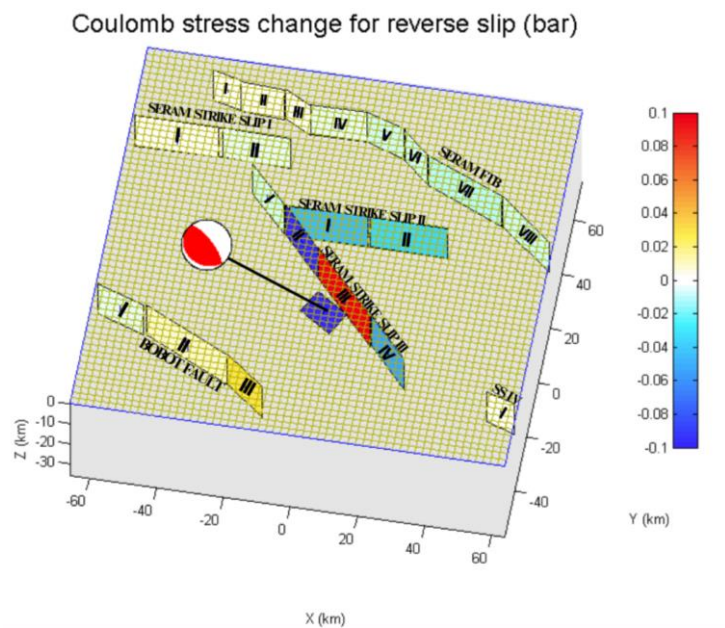 Coulomb stress change for reverse slip (bar)
I II III IV V VI VII VIII
SERAM FTB
SERAM STRIKE SLIP I
I II
SERAM STRIKE SLIP II
I II
I II III IV
SERAM STRIKE SLIP III
I II III
BOBOT FAULT
SS IV
I
0.1
0.08
0.06
0.04
0.02
0
-0.02
-0.04
-0.06
-0.08
-0.1
60
40
20
0
-20
-40
Y (km)
0
-10
-20
-30
Z (km)
-60 -40 -20 0 20 40 60
X (km)